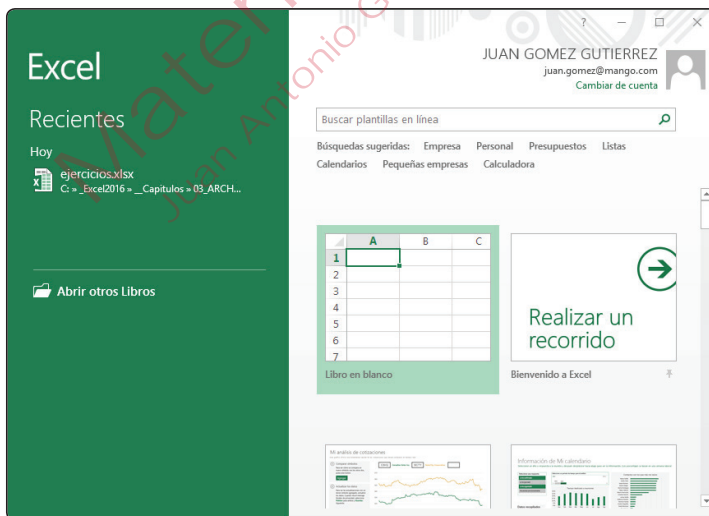 Excel
Recientes
Hoy
ejercicios.xlsx
C: » _Excel2016 » __Capitulos » 03_ARCH...
Abrir otros Libros
?
JUAN GOMEZ GUTIERREZ
juan.gomez@mango.com
Cambiar de cuenta
Buscar plantillas en línea
Búsquedas sugeridas: Empresa Personal Presupuestos Listas
Calendarios Pequeñas empresas Calculadora
A B C
1
2
3
4
5
6
7
Libro en blanco
Realizar un
recorrido
Bienvenido a Excel
Mi análisis de cotizaciones
Información de Mi calendario
Juan Antonio G